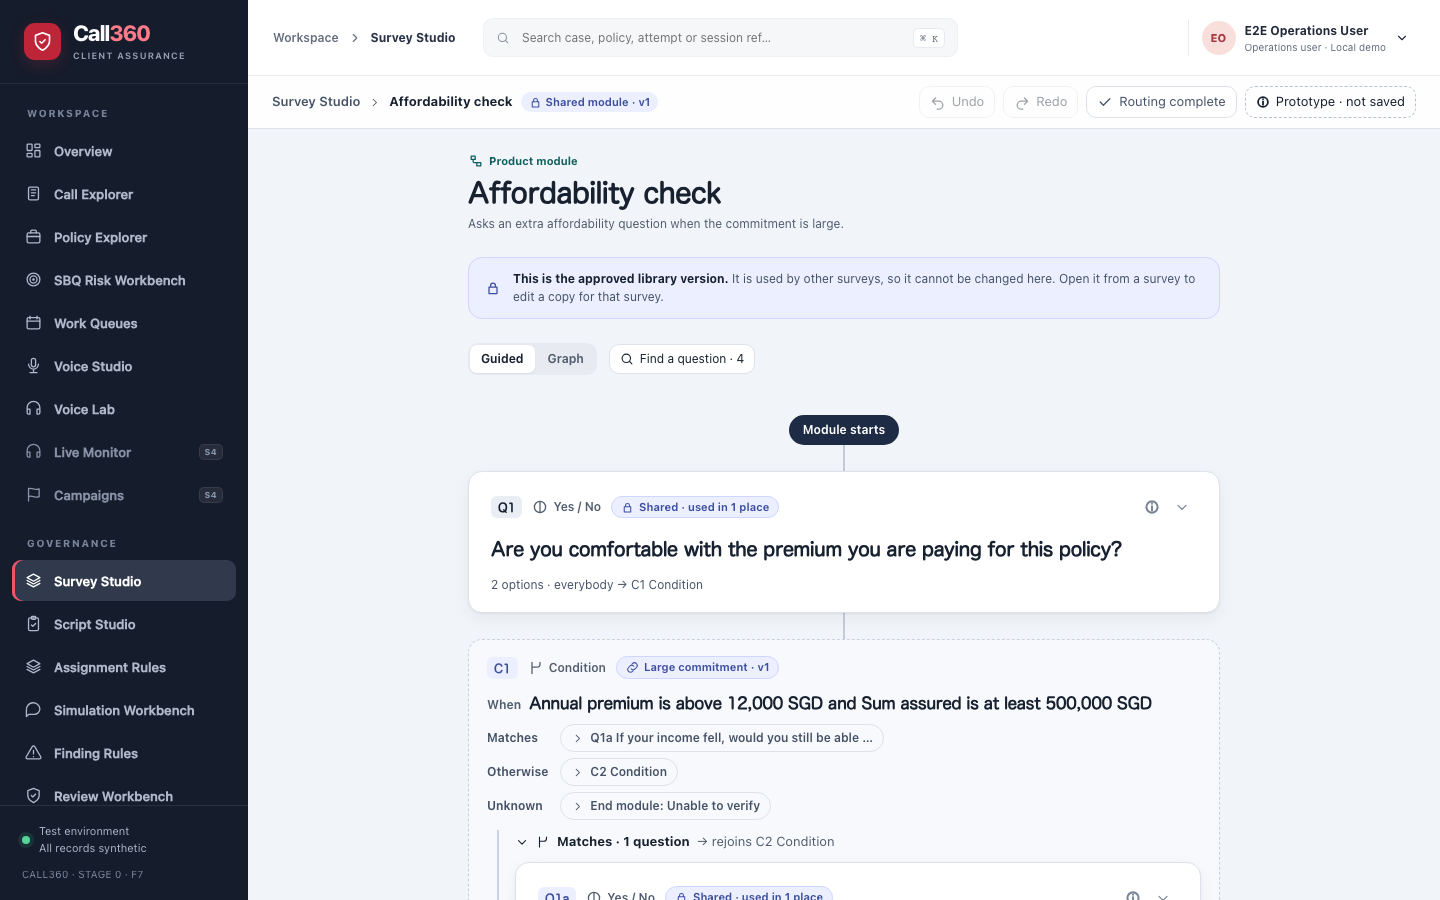 Call360
CLIENT ASSURANCE
WORKSPACE
Overview
Call Explorer
Policy Explorer
SBQ Risk Workbench
Work Queues
Voice Studio
Voice Lab
Live Monitor S4
Campaigns S4
GOVERNANCE
Survey Studio
Script Studio
Assignment Rules
Simulation Workbench
Finding Rules
Review Workbench
Test environment
All records synthetic
CALL360 · STAGE 0 · F7
Workspace > Survey Studio
Search case, policy, attempt or session ref...
⌘ K
EO
E2E Operations User
Operations user · Local demo
Survey Studio > Affordability check
Shared module · v1
Undo
Redo
Routing complete
Prototype · not saved
Product module
Affordability check
Asks an extra affordability question when the commitment is large.
This is the approved library version. It is used by other surveys, so it cannot be changed here. Open it from a survey to
edit a copy for that survey.
Guided Graph
Find a question · 4
Module starts
Q1 Yes / No Shared · used in 1 place
Are you comfortable with the premium you are paying for this policy?
2 options · everybody → C1 Condition
C1 Condition Large commitment · v1
When Annual premium is above 12,000 SGD and Sum assured is at least 500,000 SGD
Matches > Q1a If your income fell, would you still be able ...
Otherwise > C2 Condition
Unknown > End module: Unable to verify
Matches · 1 question → rejoins C2 Condition
Q1a Yes / No Shared · used in 1 place